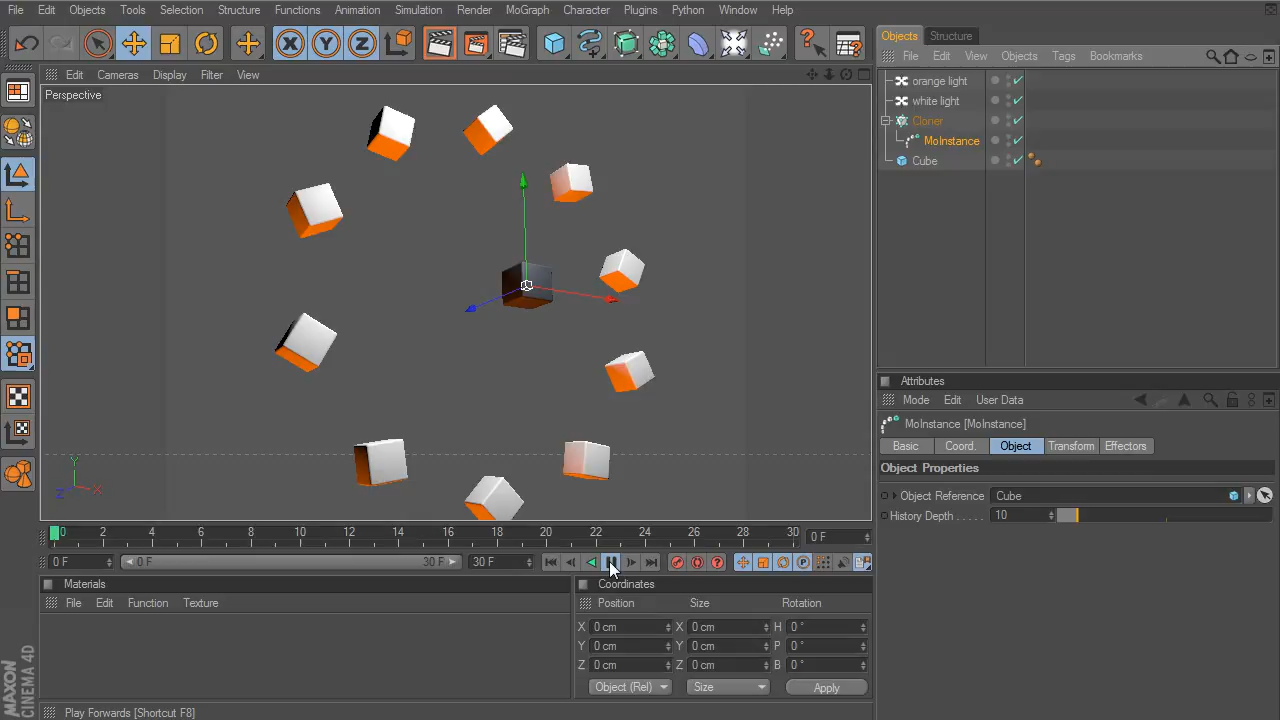 File Edit Objects Tools Selection Structure Functions Animation Simulation Render MoGraph Character Plugins Python Window Help
Objects Structure
File Edit View Objects Tags Bookmarks
Edit Cameras Display Filter View
Perspective
orange light
white light
Cloner
MoInstance
Cube
X Y Z
Y
Z X
Attributes
Mode Edit User Data
MoInstance [MoInstance]
Basic Coord. Object Transform Effectors
Object Properties
Object Reference Cube
History Depth . . . . . 10
0 2 4 6 8 10 12 14 16 18 20 22 24 26 28 30 0 F
0 F 0 F 30 F 30 F
P
Materials
File Edit Function Texture
Coordinates
Position Size Rotation
X 0 cm X 0 cm H 0 °
Y 0 cm Y 0 cm P 0 °
Z 0 cm Z 0 cm B 0 °
Object (Rel) Size Apply
MAXON
CINEMA 4D
Play Forwards [Shortcut F8]